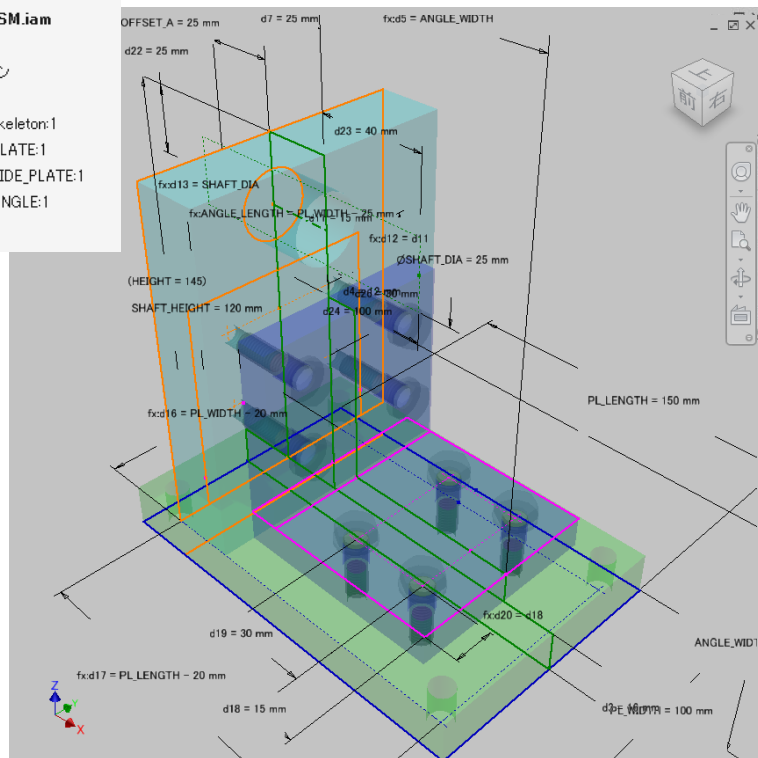 SM.iam
ン
keleton:1
LATE:1
IDE_PLATE:1
NGLE:1
OFFSET_A = 25 mm
d7 = 25 mm
fx:d5 = ANGLE_WIDTH
d22 = 25 mm
上
前
右
d23 = 40 mm
fx:d13 = SHAFT_DIA
fx:ANGLE_LENGTH = PL_WIDTH - 25 mm
fx:d12 = d11
ØSHAFT_DIA = 25 mm
(HEIGHT = 145)
SHAFT_HEIGHT = 120 mm
d24 = 100 mm
PL_LENGTH = 150 mm
fx:d16 = PL_WIDTH - 20 mm
fx:d20 = d18
d19 = 30 mm
ANGLE_WIDT
fx:d17 = PL_LENGTH - 20 mm
d18 = 15 mm
PL_WIDTH = 100 mm
Z
Y
X